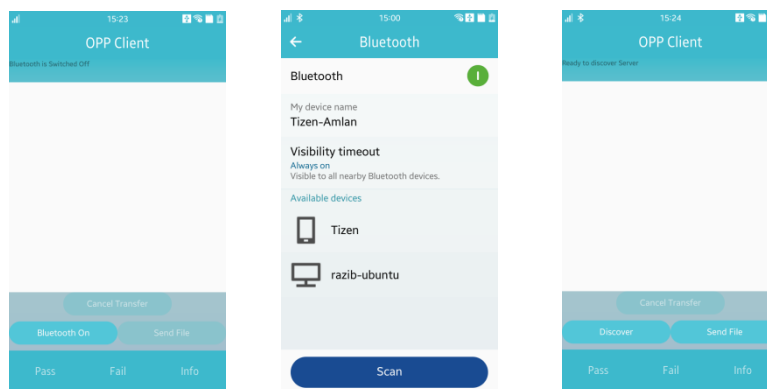 15:23
OPP Client
Bluetooth is Switched Off
Cancel Transfer
Bluetooth On
Send File
Pass
Fail
Info
15:00
Bluetooth
Bluetooth
My device name
Tizen-Amlan
Visibility timeout
Always on
Visible to all nearby Bluetooth devices.
Available devices
Tizen
razib-ubuntu
Scan
15:24
OPP Client
Ready to discover Server
Cancel Transfer
Discover
Send File
Pass
Fail
Info